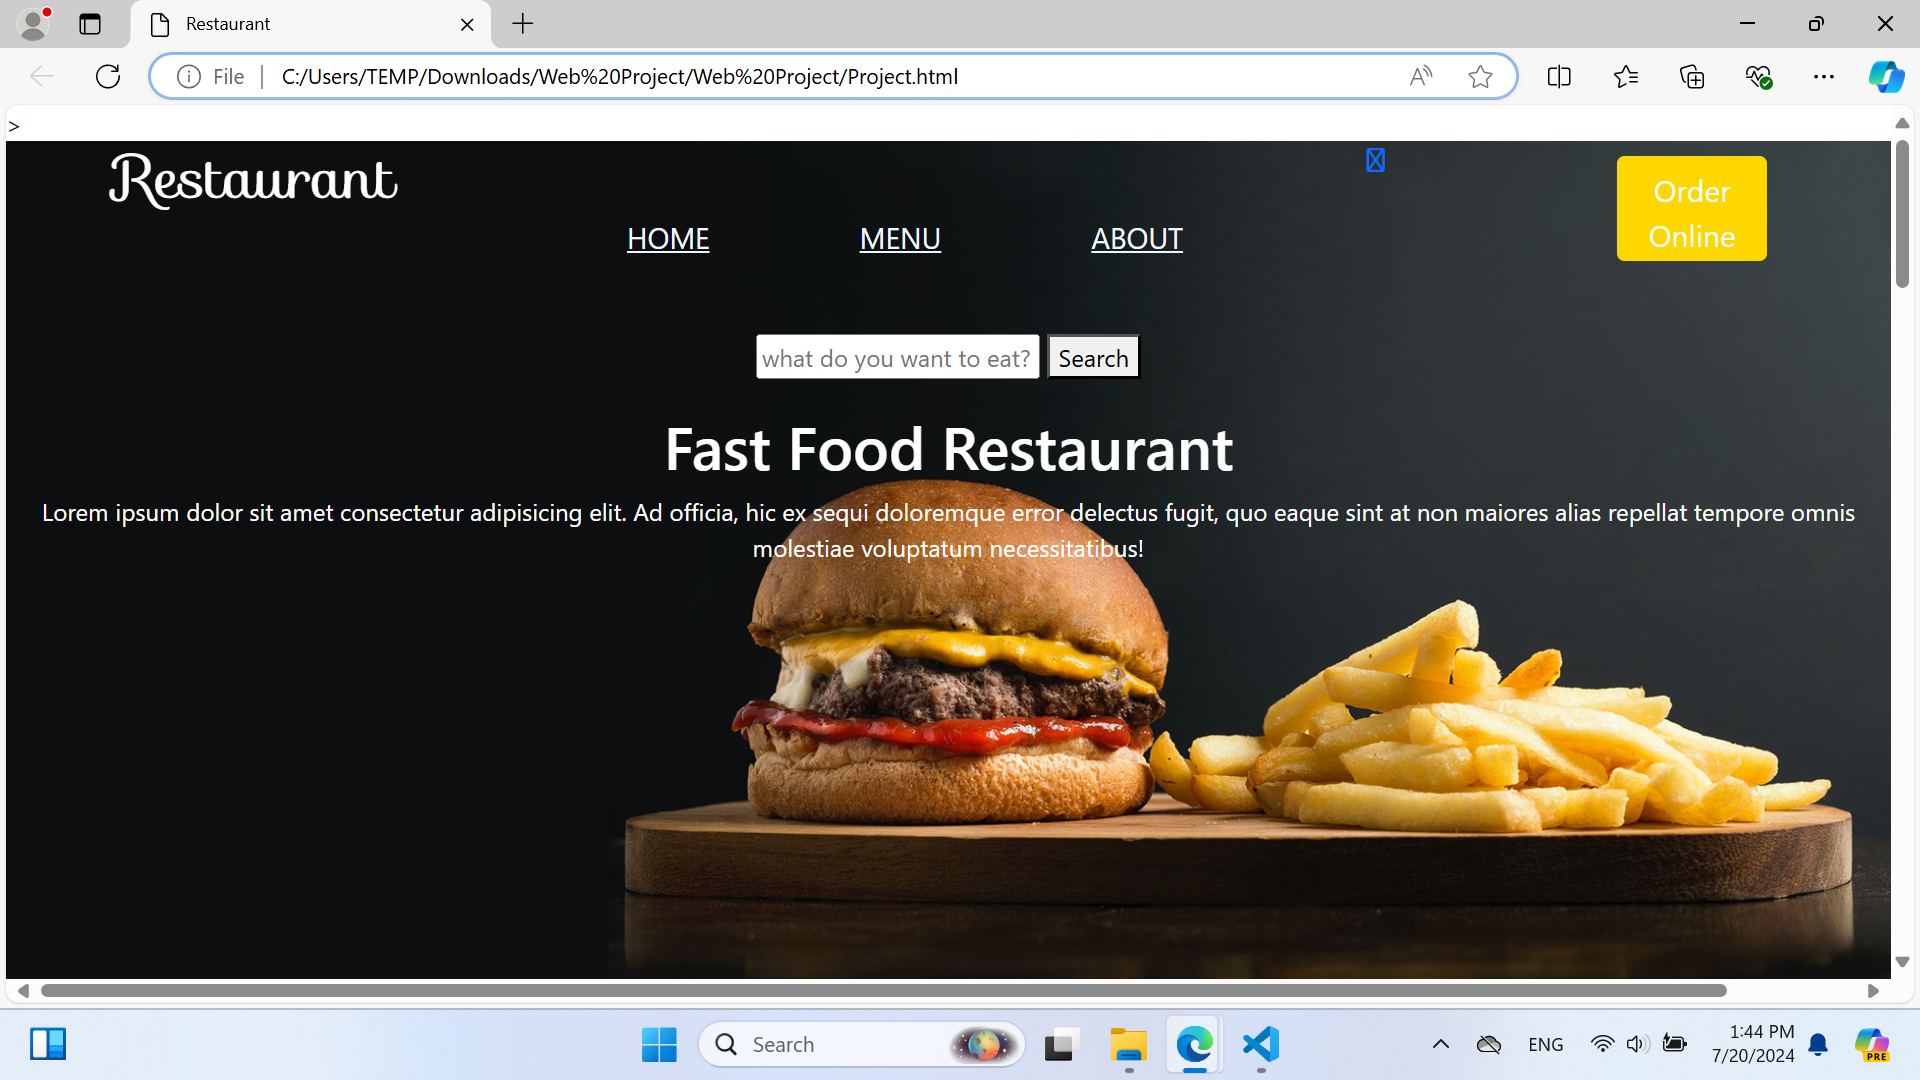 Restaurant
File
C:/Users/TEMP/Downloads/Web%20Project/Web%20Project/Project.html
>
Restaurant
HOME MENU ABOUT
Order
Online
what do you want to eat? Search
Fast Food Restaurant
Lorem ipsum dolor sit amet consectetur adipisicing elit. Ad officia, hic ex sequi doloremque error delectus fugit, quo eaque sint at non maiores alias repellat tempore omnis
molestiae voluptatum necessitatibus!
Search
ENG
1:44 PM
7/20/2024
PRE